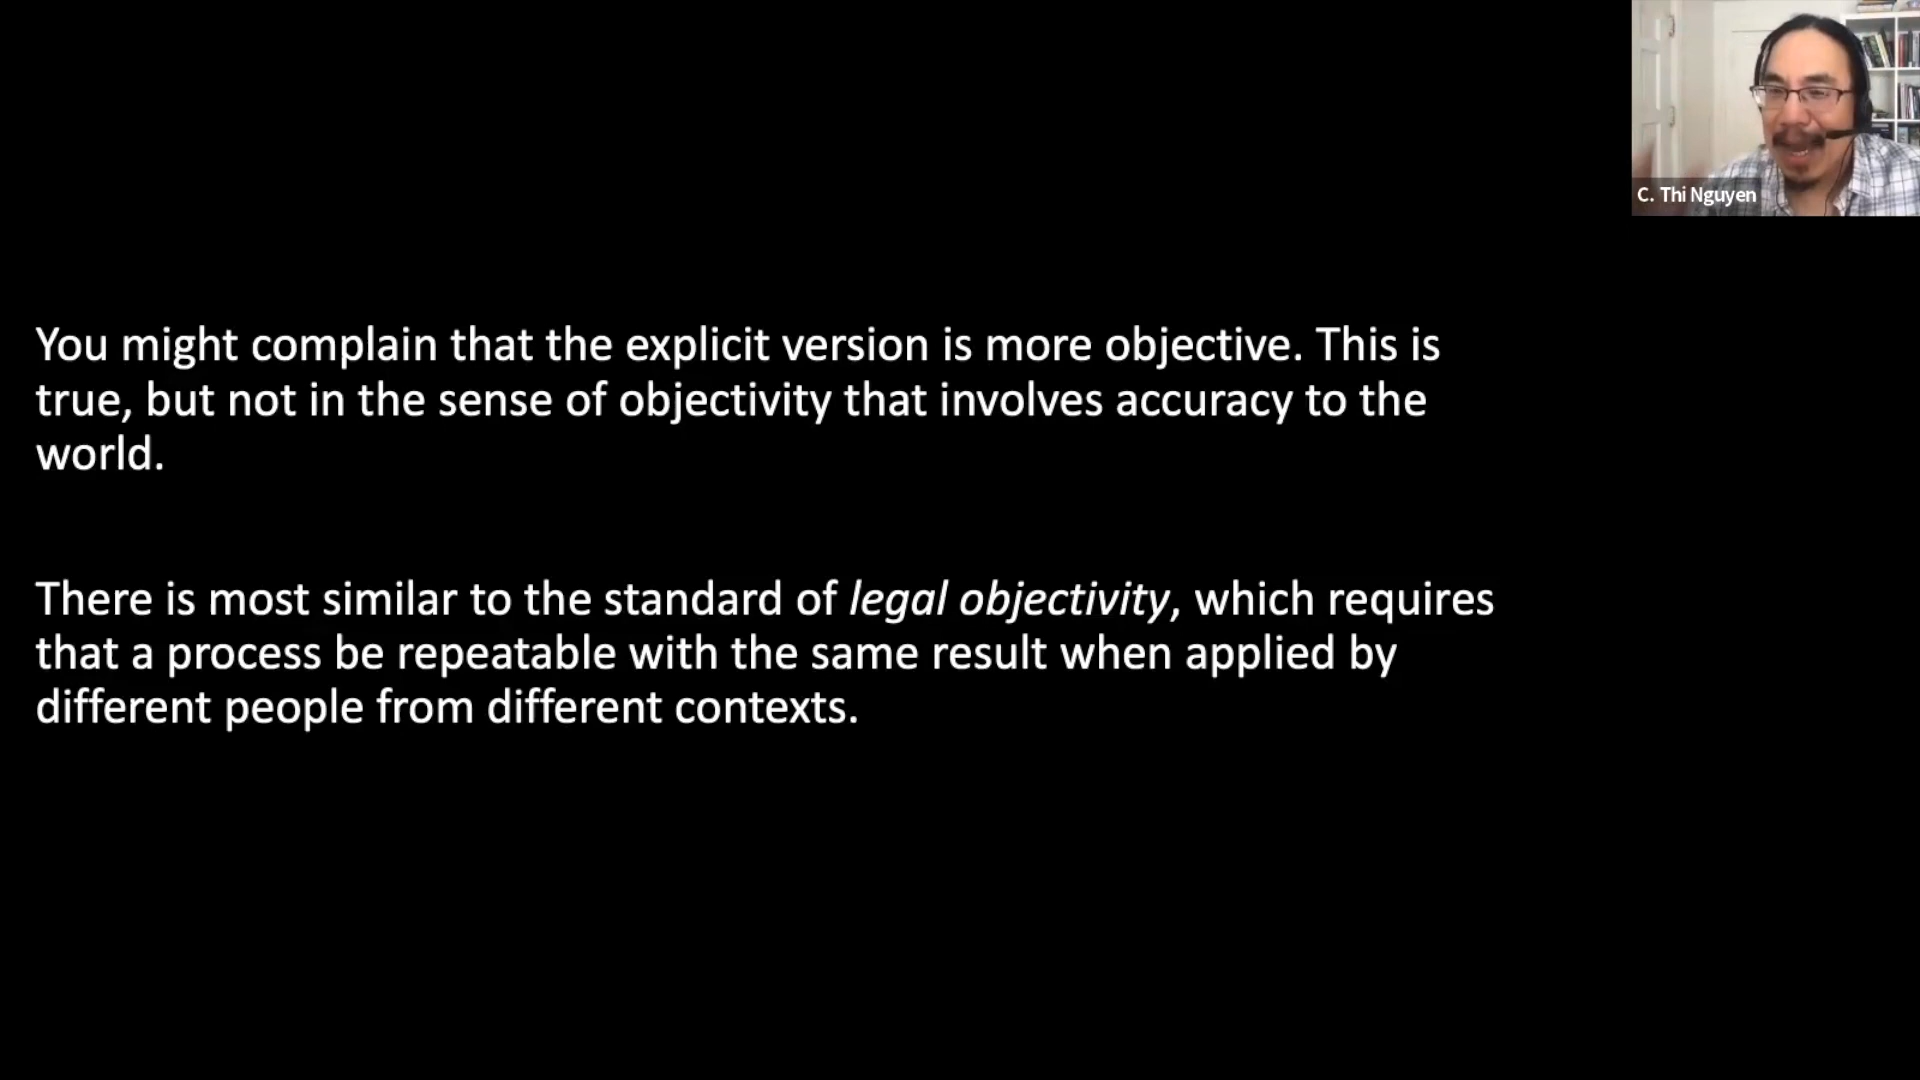 C. Thi Nguyen
You might complain that the explicit version is more objective. This is
true, but not in the sense of objectivity that involves accuracy to the
world.
There is most similar to the standard of legal objectivity, which requires
that a process be repeatable with the same result when applied by
different people from different contexts.